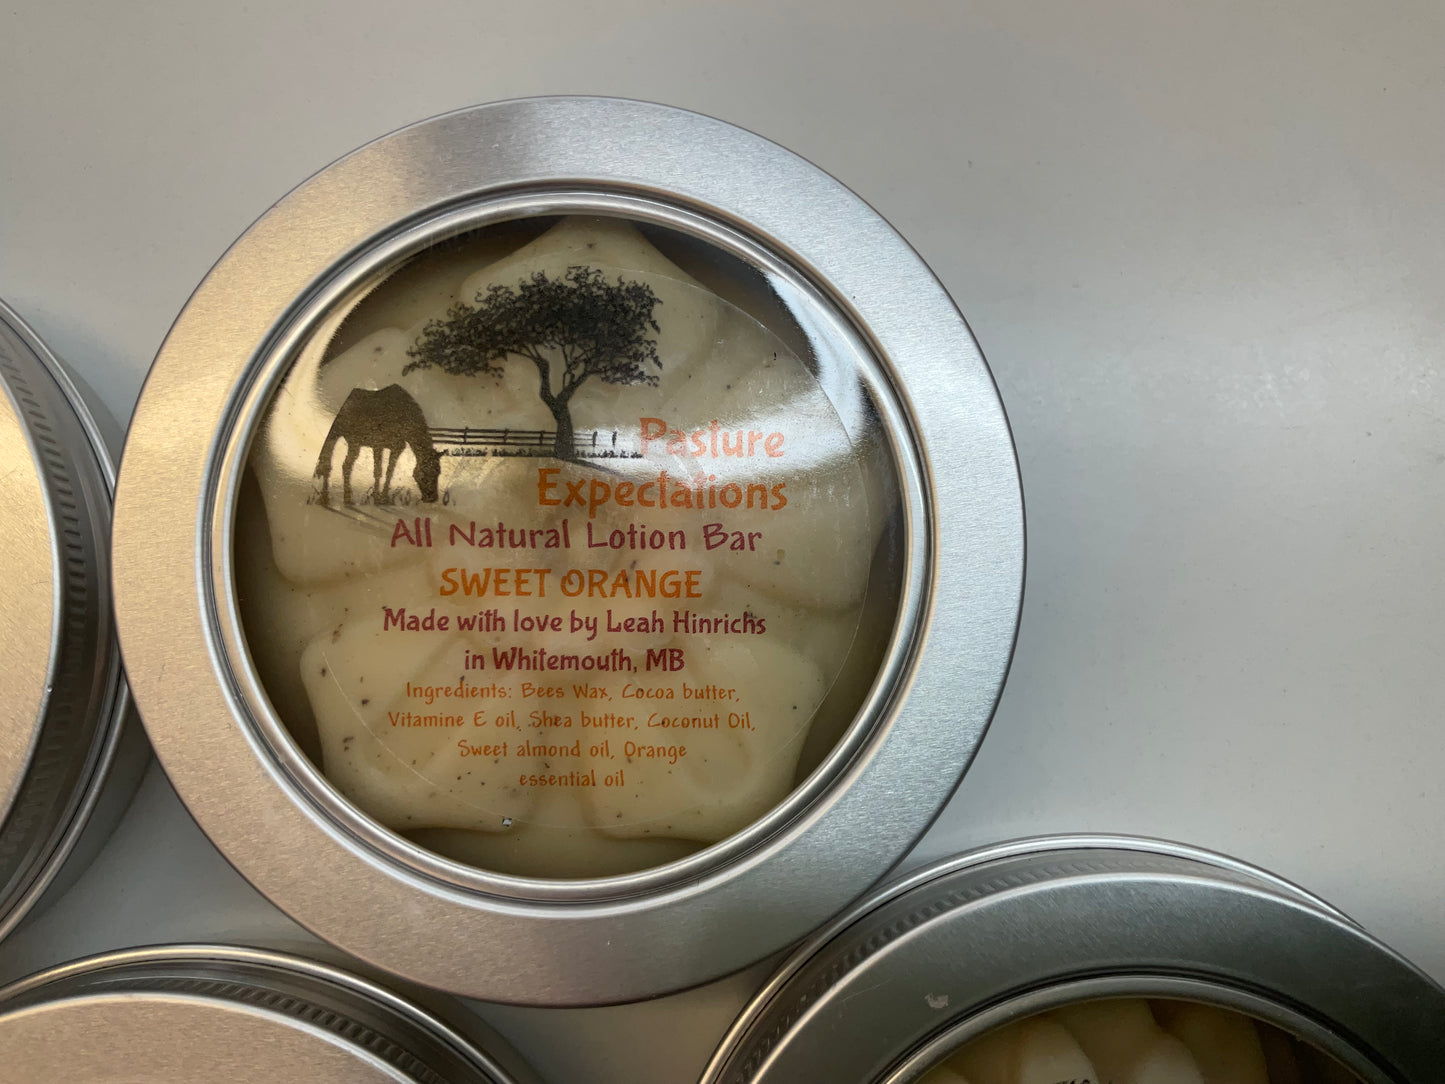 Pasture
Expectations
All Natural Lotion Bar
SWEET ORANGE
Made with love by Leah Hinrichs
in Whitemouth, MB
Ingredients: Bees Wax, Cocoa butter,
Vitamine E oil, Shea butter, Coconut Oil,
Sweet almond oil, Orange
essential oil